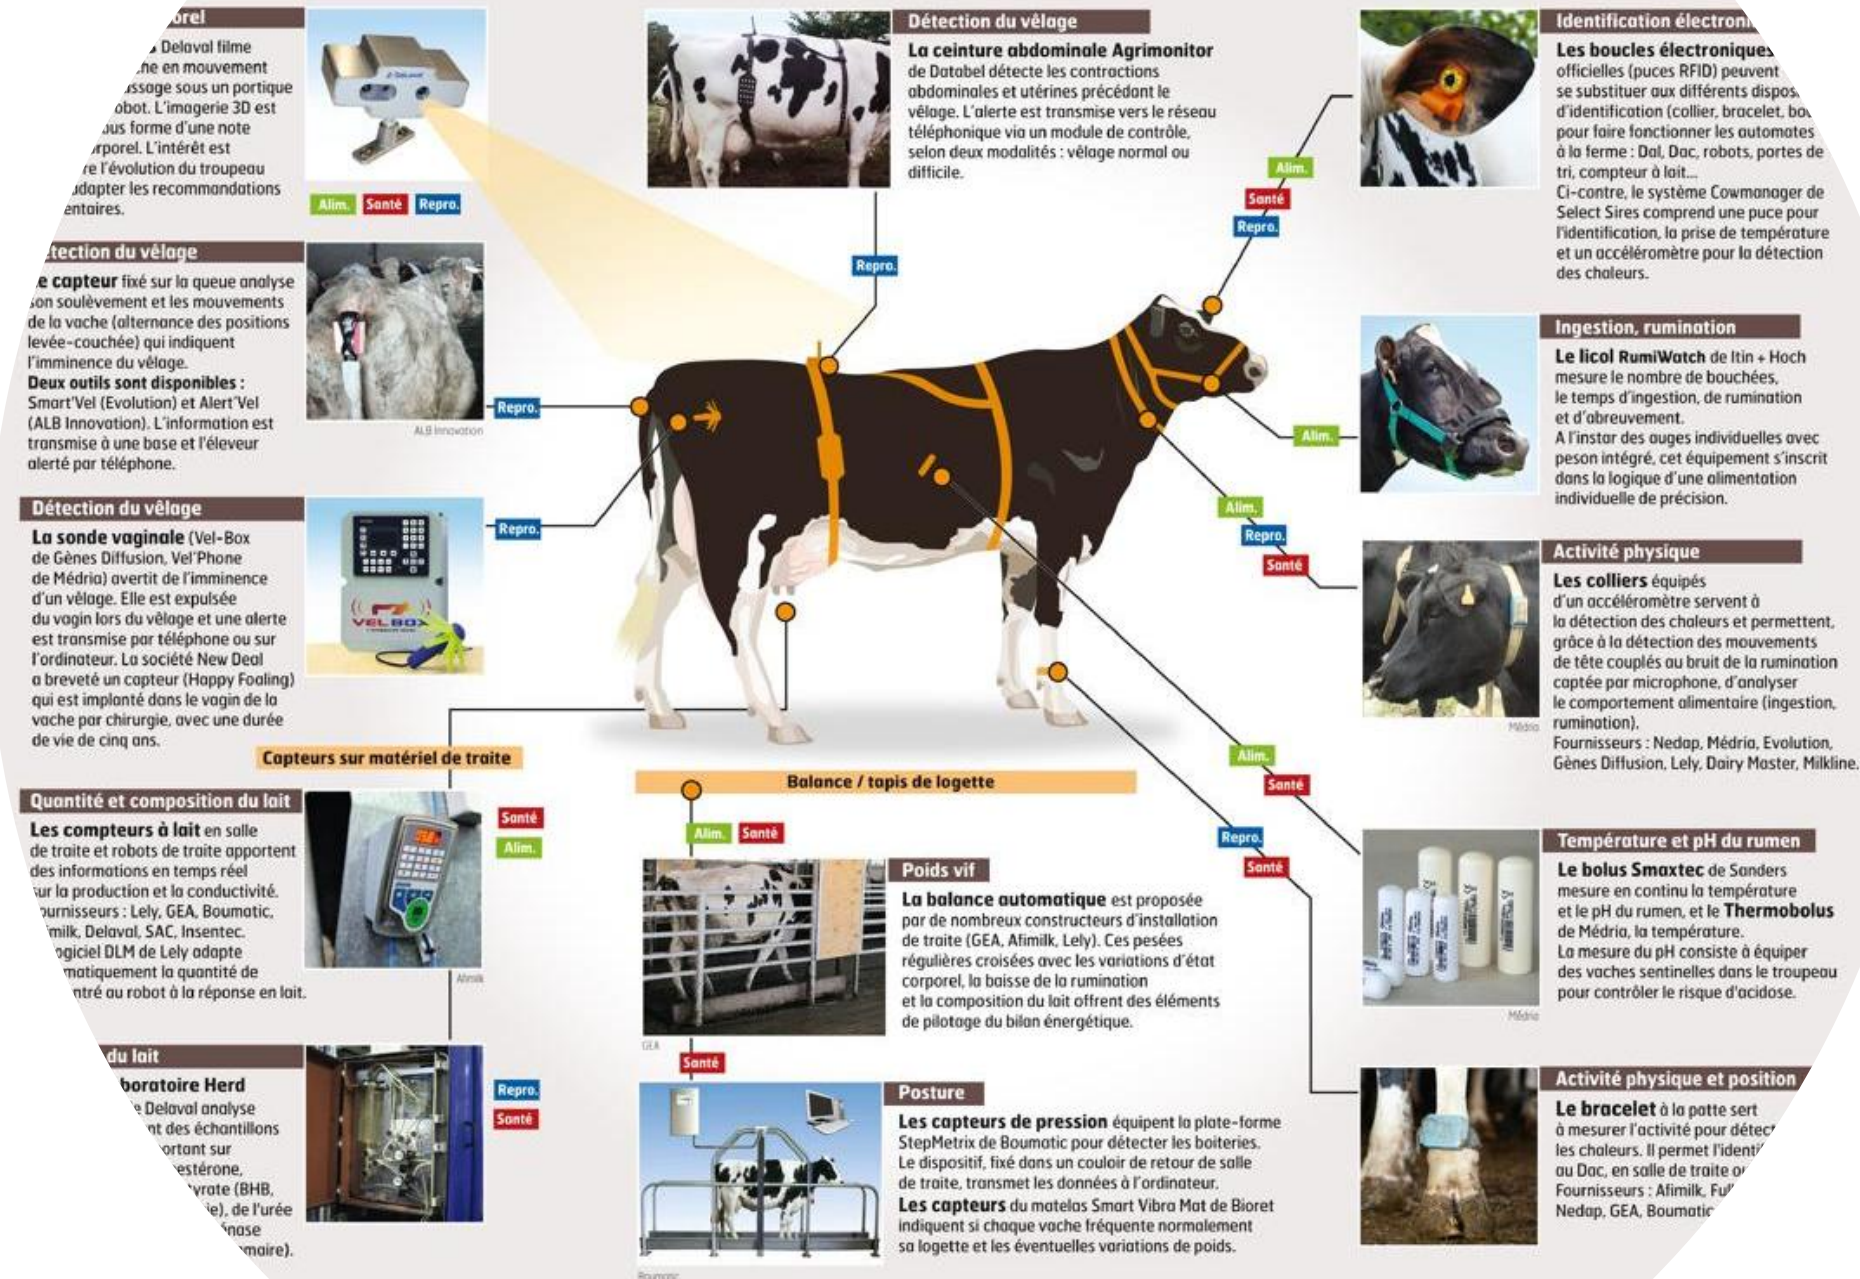 Delaval filme
en mouvement
sous un portique
L'imagerie 3D est
forme d'une note
L'intérêt est
l'évolution du troupeau
les recommandations
Alim. Santé Repro.
du vêlage
capteur fixé sur la queue analyse
son soulèvement et les mouvements
de la vache (alternance des positions
levée-couchée) qui indiquent
l'imminence du vêlage.
Deux outils sont disponibles :
Smart'Vel (Evolution) et Alert'Vel
(ALB Innovation). L'information est
transmise à une base et l'éleveur
alerté par téléphone.
ALB Innovation
Repro.
Détection du vêlage
La sonde vaginale (Vel-Box
de Gènes Diffusion, Vel'Phone
de Médria) avertit de l'imminence
d'un vêlage. Elle est expulsée
du vagin lors du vêlage et une alerte
est transmise par téléphone ou sur
l'ordinateur. La société New Deal
a breveté un capteur (Happy Foaling)
qui est implanté dans le vagin de la
vache par chirurgie, avec une durée
de vie de cinq ans.
VELBOX
Repro.
Capteurs sur matériel de traite
Quantité et composition du lait
Les compteurs à lait en salle
de traite et robots de traite apportent
des informations en temps réel
sur la production et la conductivité.
Fournisseurs : Lely, GEA, Boumatic,
Delaval, SAC, Insentec.
DLM de Lely adapte
la quantité de
au robot à la réponse en lait.
Afimilk
Santé
Alim.
du lait
Herd
Delaval analyse
des échantillons
sur
(BHB,
de l'urée
Repro.
Santé
Détection du vêlage
La ceinture abdominale Agrimonitor
de Databel détecte les contractions
abdominales et utérines précédant le
vêlage. L'alerte est transmise vers le réseau
téléphonique via un module de contrôle,
selon deux modalités : vêlage normal ou
difficile.
Repro.
Balance / tapis de logette
Alim. Santé
Poids vif
La balance automatique est proposée
par de nombreux constructeurs d'installation
de traite (GEA, Afimilk, Lely). Ces pesées
régulières croisées avec les variations d'état
corporel, la baisse de la rumination
et la composition du lait offrent des éléments
de pilotage du bilan énergétique.
GEA
Santé
Posture
Les capteurs de pression équipent la plate-forme
StepMetrix de Boumatic pour détecter les boiteries.
Le dispositif, fixé dans un couloir de retour de salle
de traite, transmet les données à l'ordinateur.
Les capteurs du matelas Smart Vibra Mat de Bioret
indiquent si chaque vache fréquente normalement
sa logette et les éventuelles variations de poids.
Boumatic
Identification
Les boucles électroniques
officielles (puces RFID) peuvent
se substituer aux différents
d'identification (collier, bracelet,
pour faire fonctionner les automates
à la ferme : Dal, Dac, robots, portes de
tri, compteur à lait...
Ci-contre, le système Cowmanager de
Select Sires comprend une puce pour
l'identification, la prise de température
et un accéléromètre pour la détection
des chaleurs.
Alim.
Santé
Repro.
Ingestion, rumination
Le licol RumiWatch de Itin + Hoch
mesure le nombre de bouchées,
le temps d'ingestion, de rumination
et d'abreuvement.
A l'instar des auges individuelles avec
peson intégré, cet équipement s'inscrit
dans la logique d'une alimentation
individuelle de précision.
Alim.
Activité physique
Les colliers équipés
d'un accéléromètre servent à
la détection des chaleurs et permettent,
grâce à la détection des mouvements
de tête couplés au bruit de la rumination
captée par microphone, d'analyser
le comportement alimentaire (ingestion,
rumination).
Fournisseurs : Nedap, Médria, Evolution,
Gènes Diffusion, Lely, Dairy Master, Milkline.
Médria
Alim.
Repro.
Santé
Température et pH du rumen
Le bolus Smaxtec de Sanders
mesure en continu la température
et le pH du rumen, et le Thermobolus
de Médria, la température.
La mesure du pH consiste à équiper
des vaches sentinelles dans le troupeau
pour contrôler le risque d'acidose.
Médria
Alim.
Santé
Activité physique et position
Le bracelet à la patte sert
à mesurer l'activité pour
les chaleurs. Il permet
au Dac, en salle de traite
Fournisseurs : Afimilk,
Nedap, GEA, Boumatic
Repro.
Santé